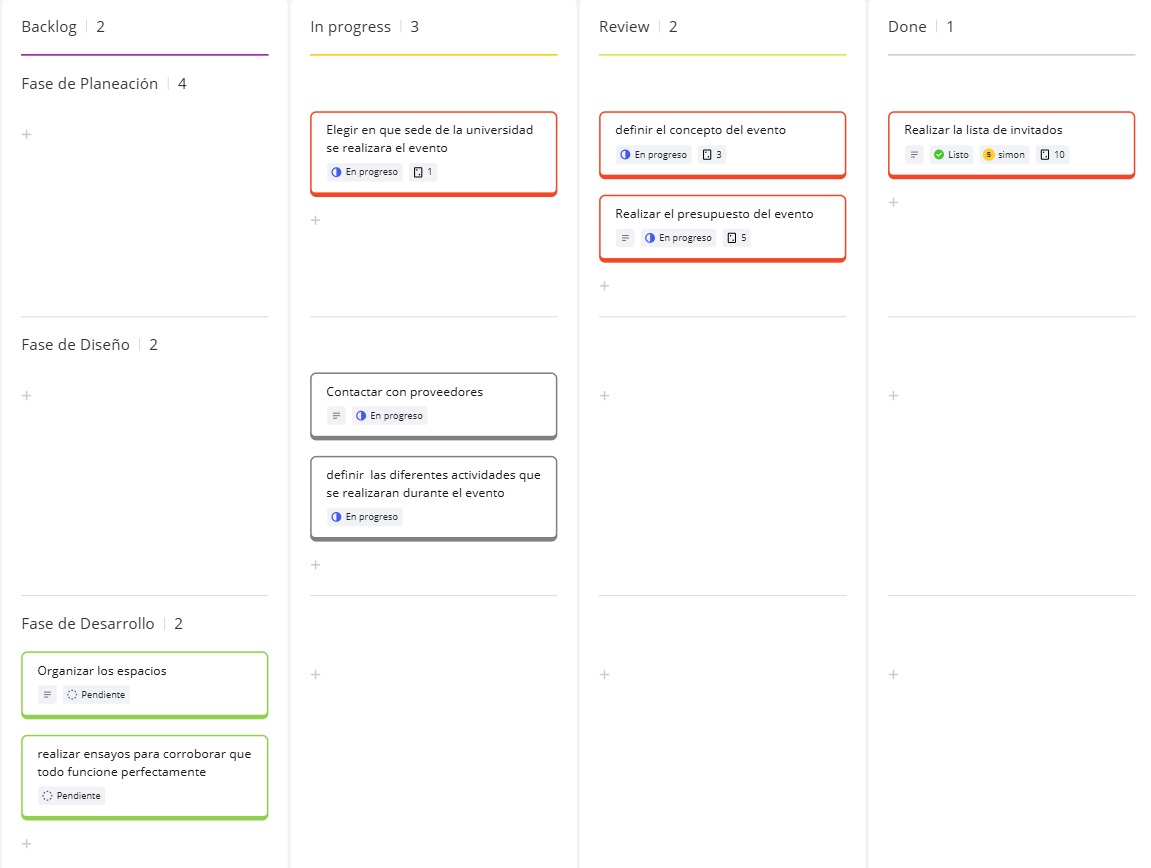 Backlog | 2
In progress | 3
Review | 2
Done | 1
Fase de Planeación | 4
Elegir en que sede de la universidad
se realizara el evento
En progreso 1
definir el concepto del evento
En progreso 3
Realizar el presupuesto del evento
En progreso 5
Realizar la lista de invitados
Listo S simon 10
Fase de Diseño | 2
Contactar con proveedores
En progreso
definir  las diferentes actividades que
se realizaran durante el evento
En progreso
Fase de Desarrollo | 2
Organizar los espacios
Pendiente
realizar ensayos para corroborar que
todo funcione perfectamente
Pendiente